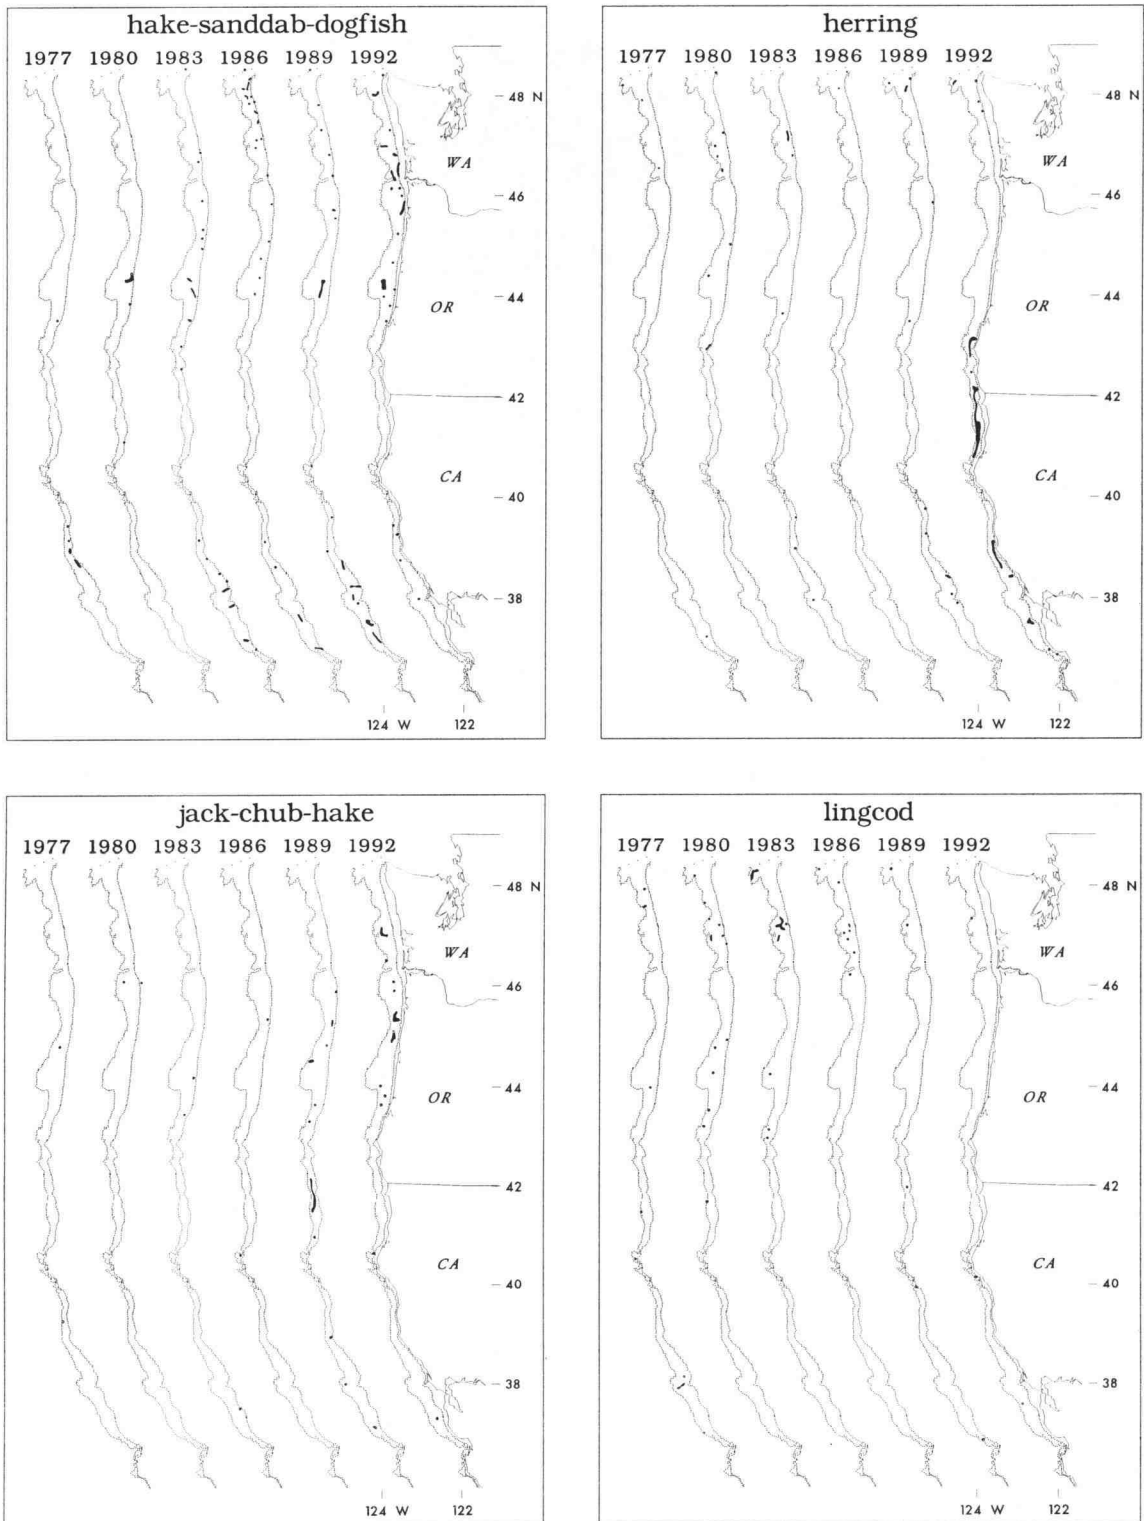 hake-sanddab-dogfish
1977 1980 1983 1986 1989 1992
48 N
WA
46
44
OR
42
CA
40
38
124 W 122
herring
1977 1980 1983 1986 1989 1992
48 N
WA
46
44
OR
42
CA
40
38
124 W 122
jack-chub-hake
1977 1980 1983 1986 1989 1992
48 N
WA
46
44
OR
42
CA
40
38
124 W 122
lingcod
1977 1980 1983 1986 1989 1992
48 N
WA
46
44
OR
42
CA
40
38
124 W 122